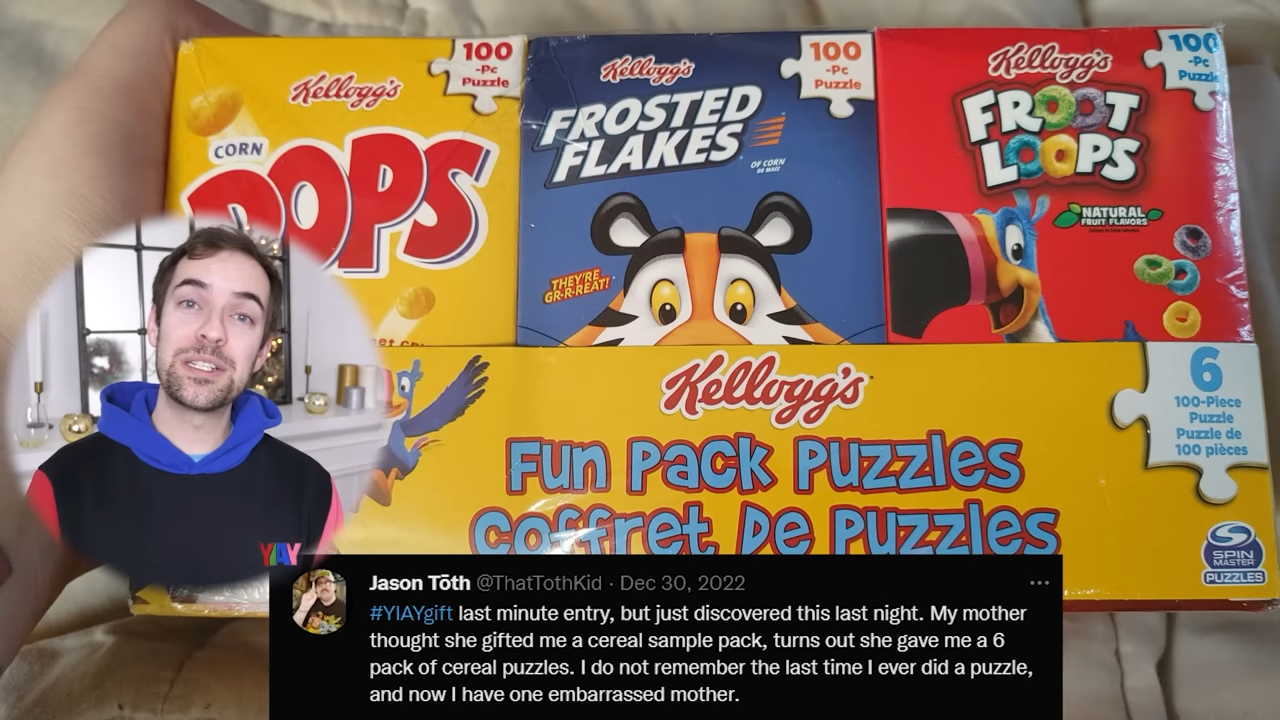 100
-Pc
Puzzle
Kellogg's
CORN
POPS
100
-Pc
Puzzle
Kellogg's
FROSTED
FLAKES
OF CORN
DE MAÏS
THEY'RE
GR-R-REAT!
100
-Pc
Puzzle
Kellogg's
FROOT
LOOPS
NATURAL
FRUIT FLAVORS
Kellogg's
Fun Pack Puzzles
Coffret De Puzzles
6
100-Piece
Puzzle
Puzzle de
100 pièces
SPIN
MASTER
PUZZLES
YIAY
Jason Tōth @ThatTothKid · Dec 30, 2022
#YIAYgift last minute entry, but just discovered this last night. My mother
thought she gifted me a cereal sample pack, turns out she gave me a 6
pack of cereal puzzles. I do not remember the last time I ever did a puzzle,
and now I have one embarrassed mother.